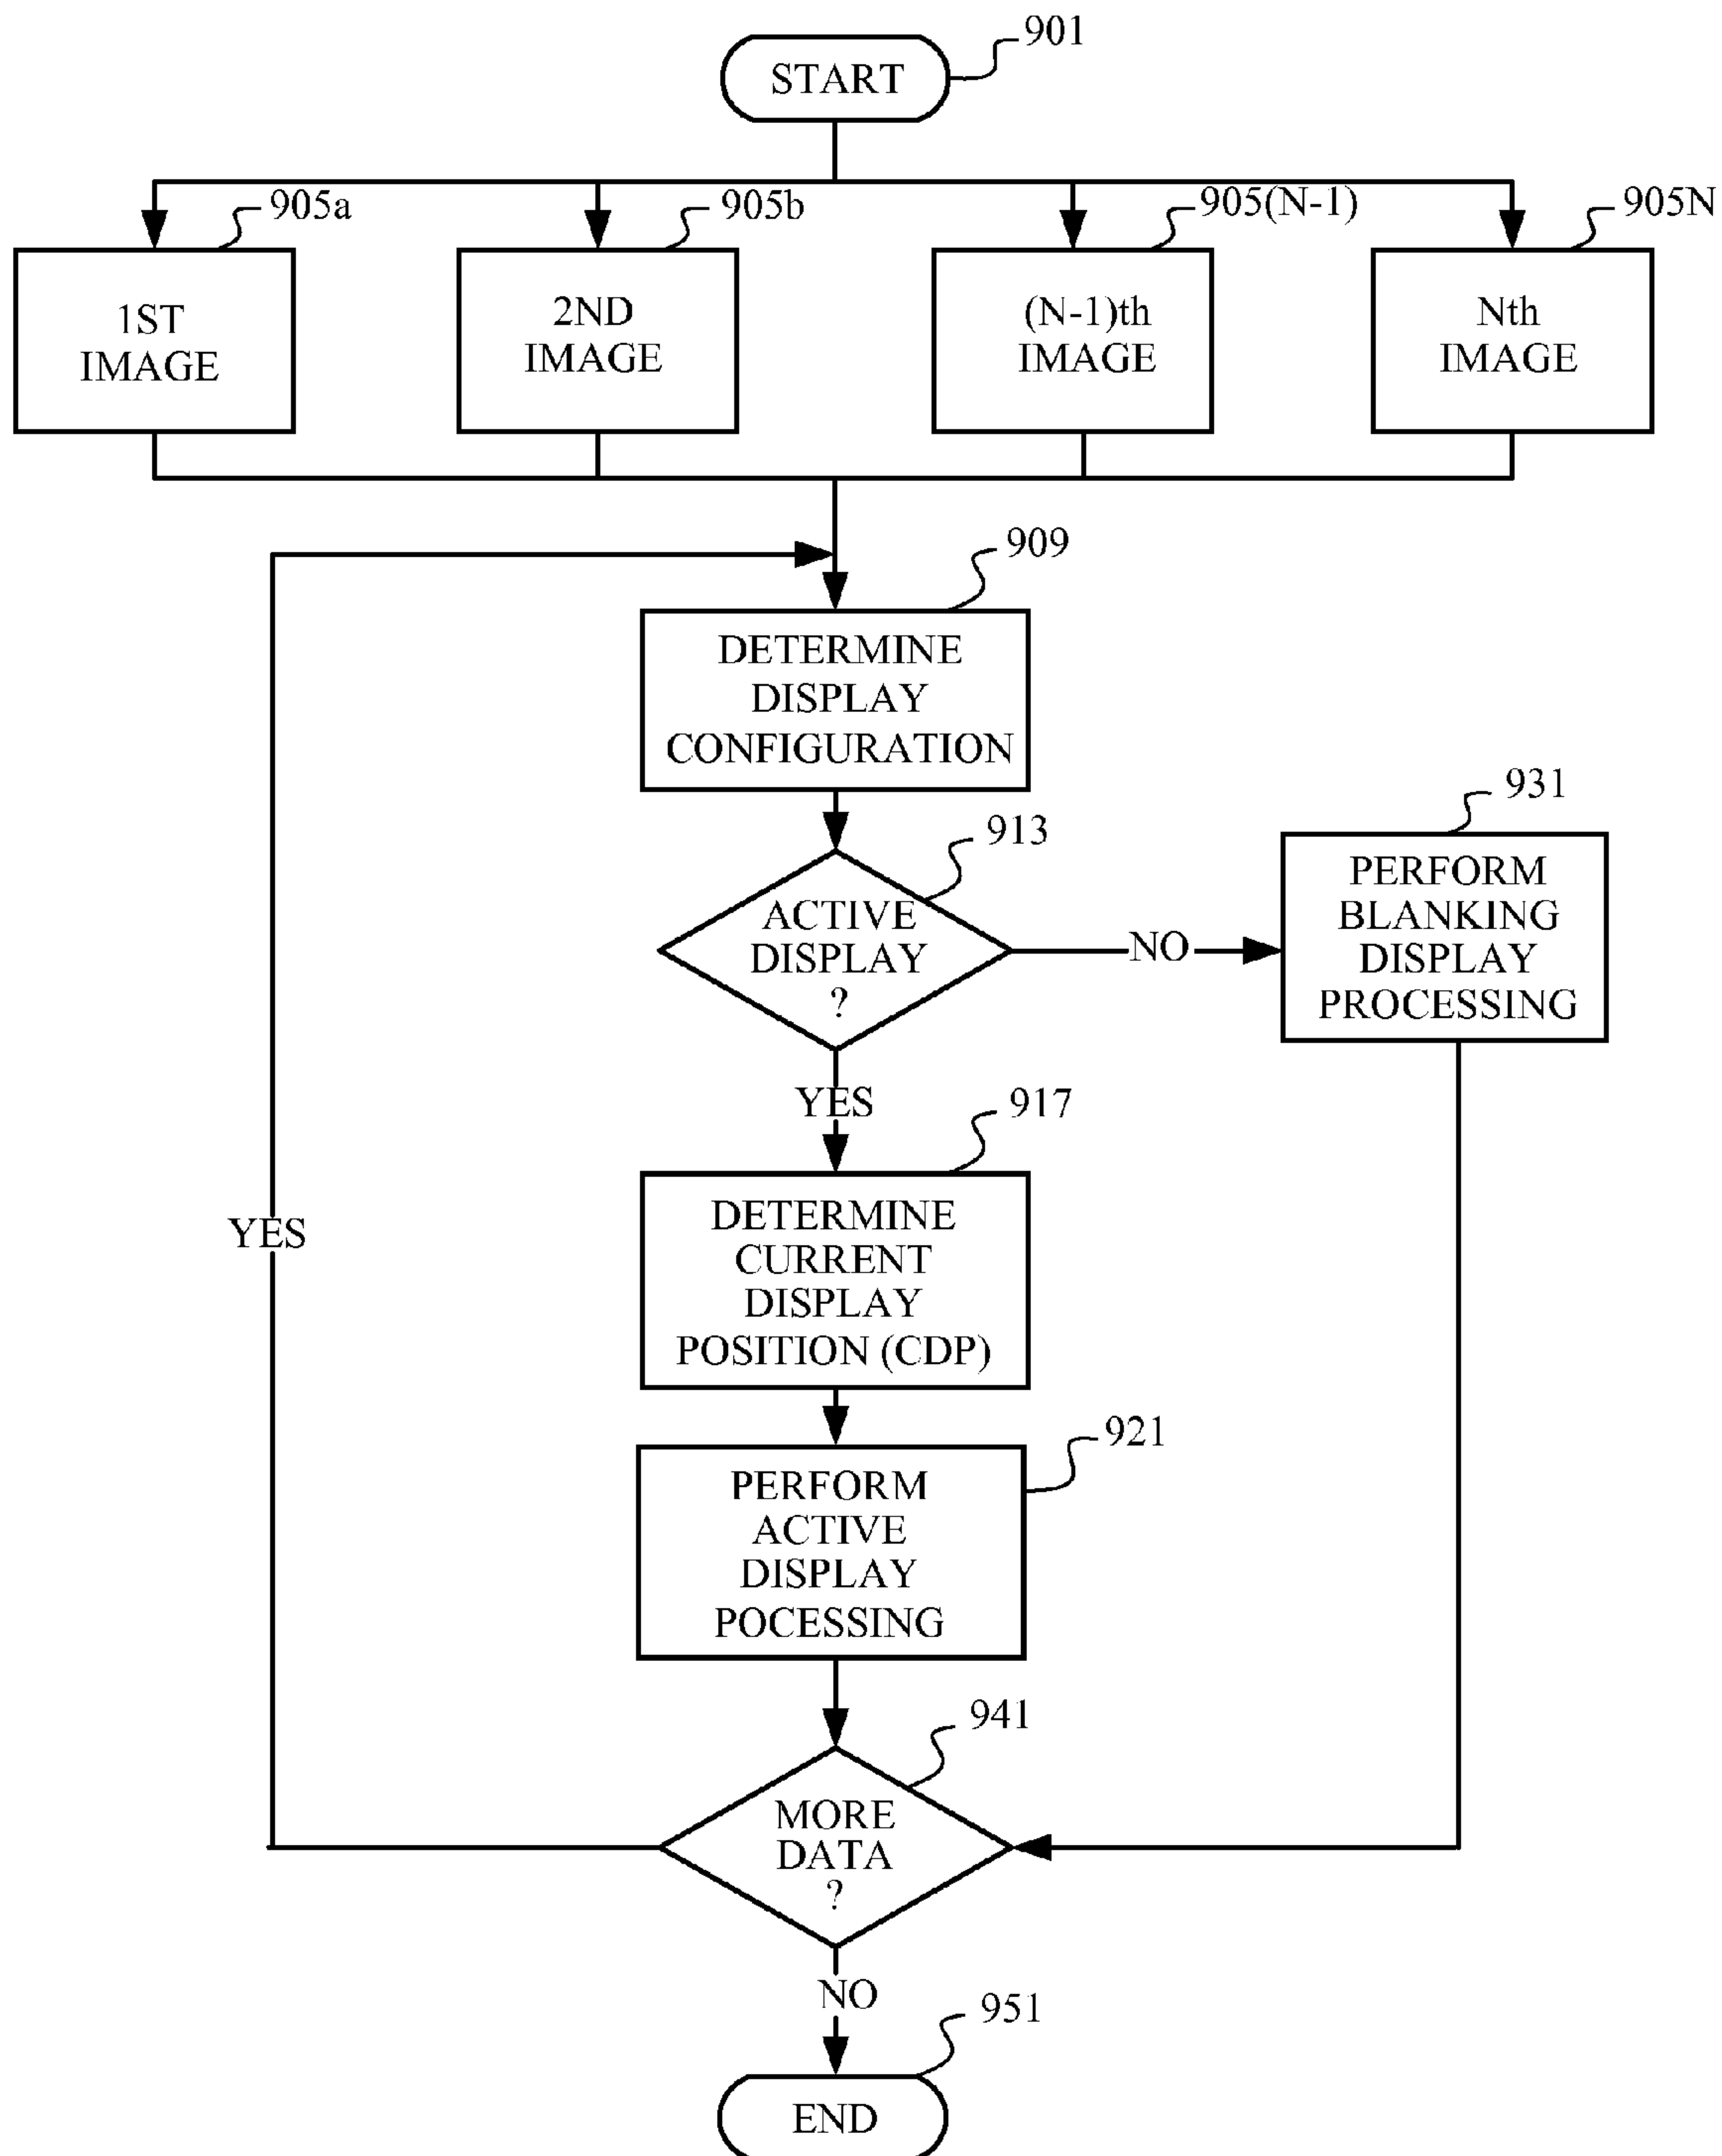 901
START
905a
905b
905(N-1)
905N
1ST
IMAGE
2ND
IMAGE
(N-1)th
IMAGE
Nth
IMAGE
909
DETERMINE
DISPLAY
CONFIGURATION
913
ACTIVE
DISPLAY
?
NO
931
PERFORM
BLANKING
DISPLAY
PROCESSING
YES
917
DETERMINE
CURRENT
DISPLAY
POSITION (CDP)
YES
921
PERFORM
ACTIVE
DISPLAY
POCESSING
941
MORE
DATA
?
NO
951
END